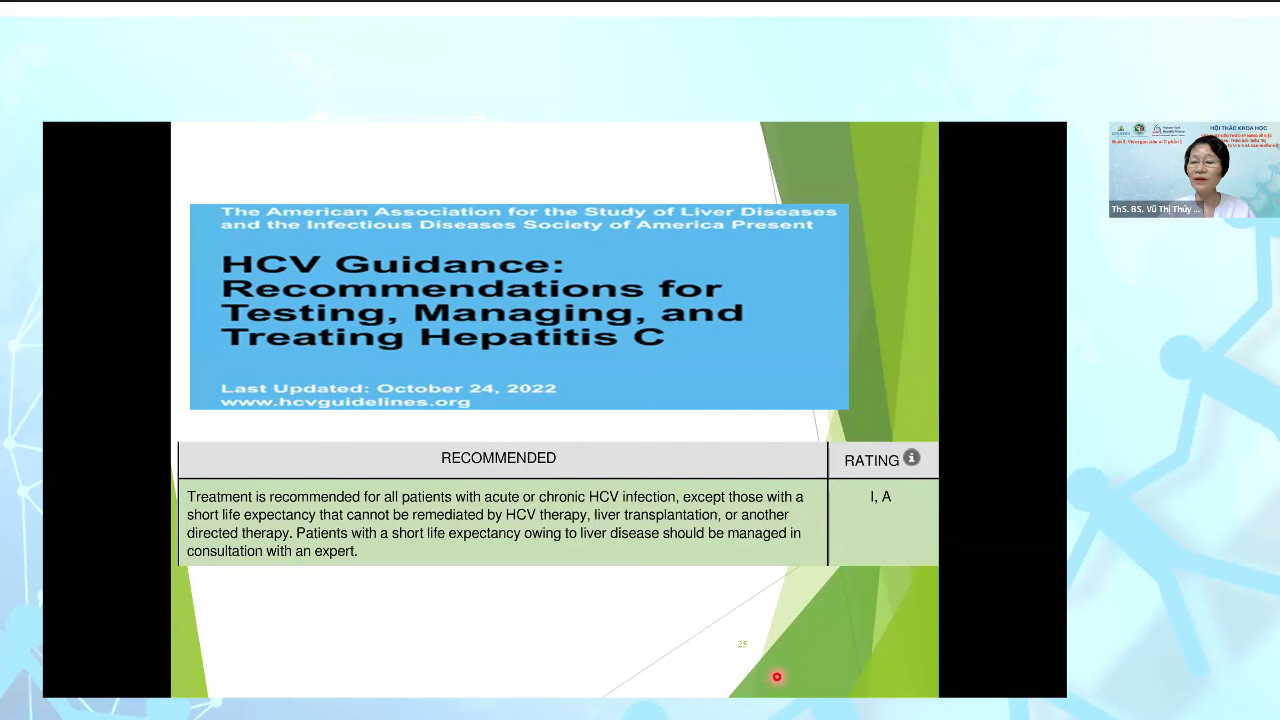 The American Association for the Study of Liver Diseases
and the Infectious Diseases Society of America Present
HCV Guidance:
Recommendations for
Testing, Managing, and
Treating Hepatitis C
Last Updated: October 24, 2022
www.hcvguidelines.org
RECOMMENDED
RATING
Treatment is recommended for all patients with acute or chronic HCV infection, except those with a
short life expectancy that cannot be remediated by HCV therapy, liver transplantation, or another
directed therapy. Patients with a short life expectancy owing to liver disease should be managed in
consultation with an expert.
I, A
25
HỘI THẢO KHOA HỌC
ThS. BS. Vũ Thị Thúy ...